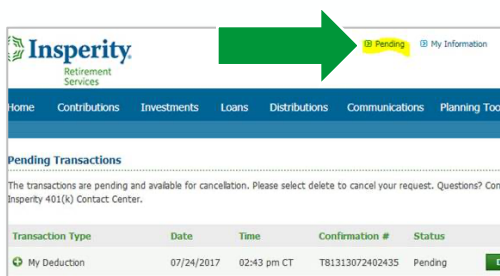 Insperity
Retirement
Services
Pending My Information
Home Contributions Investments Loans Distributions Communications Planning
Pending Transactions
The transactions are pending and available for cancellation. Please select delete to cancel your request. Questions?
Insperity 401(k) Contact Center.
Transaction Type Date Time Confirmation # Status
My Deduction 07/24/2017 02:43 pm CT T81313072402435 Pending